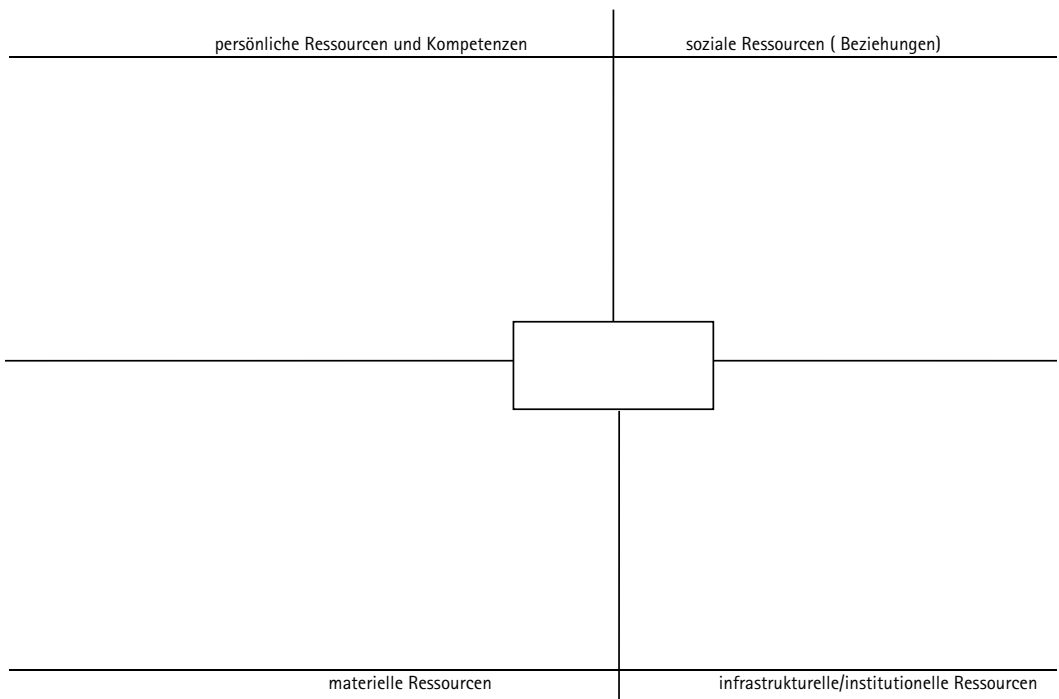 persönliche Ressourcen und Kompetenzen
soziale Ressourcen ( Beziehungen)
materielle Ressourcen
infrastrukturelle/institutionelle Ressourcen